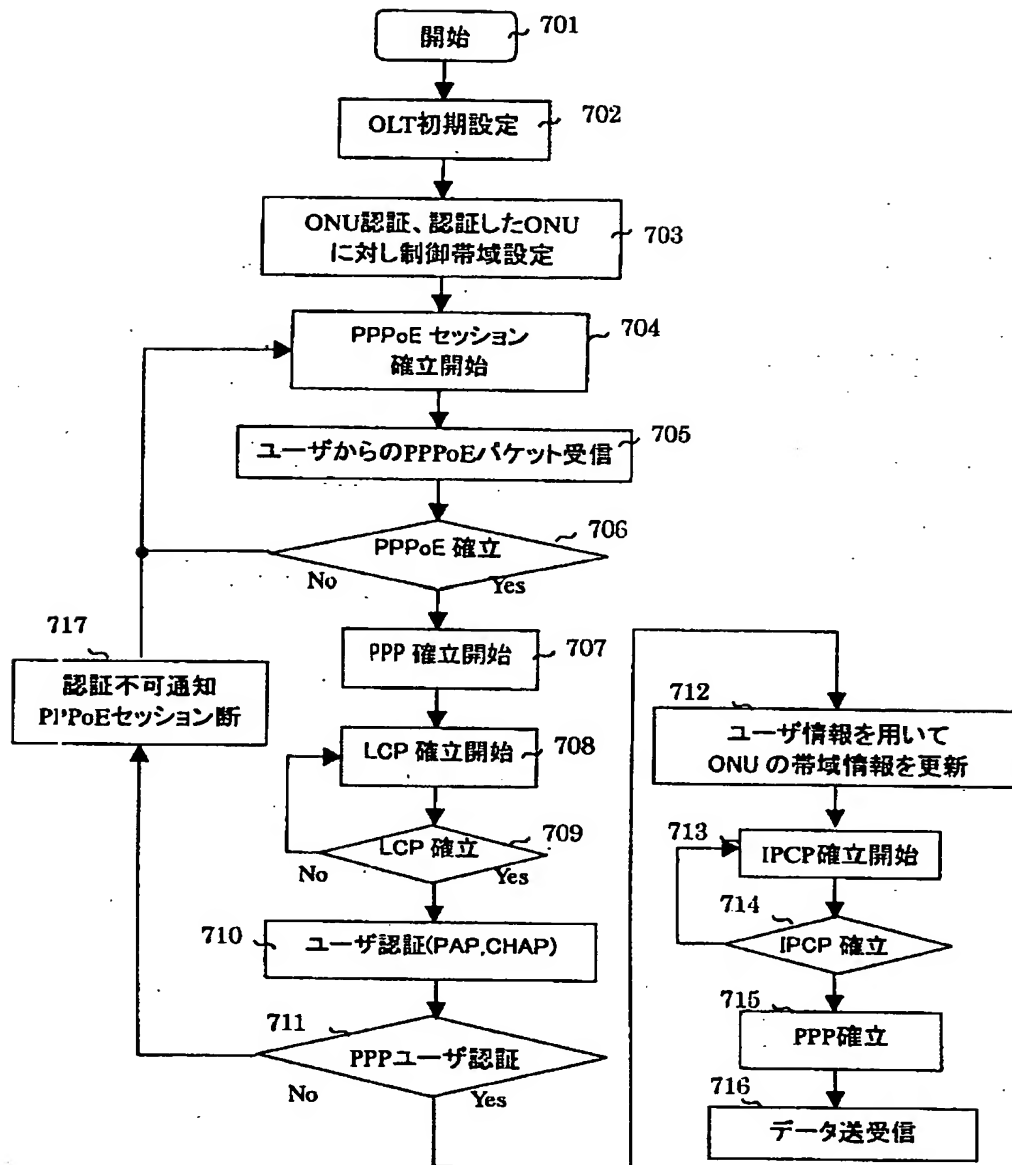 開始
701
OLT初期設定
702
ONU認証、認証したONU
に対し制御帯域設定
703
PPPoE セッション
確立開始
704
ユーザからのPPPoEパケット受信
705
PPPoE 確立
706
No
Yes
PPP 確立開始
707
LCP 確立開始
708
LCP 確立
709
No
Yes
710
ユーザ認証(PAP,CHAP)
711
PPPユーザ認証
No
Yes
717
認証不可通知
PPPoEセッション断
712
ユーザ情報を用いて
ONU の帯域情報を更新
713
IPCP確立開始
714
IPCP 確立
715
PPP確立
716
データ送受信